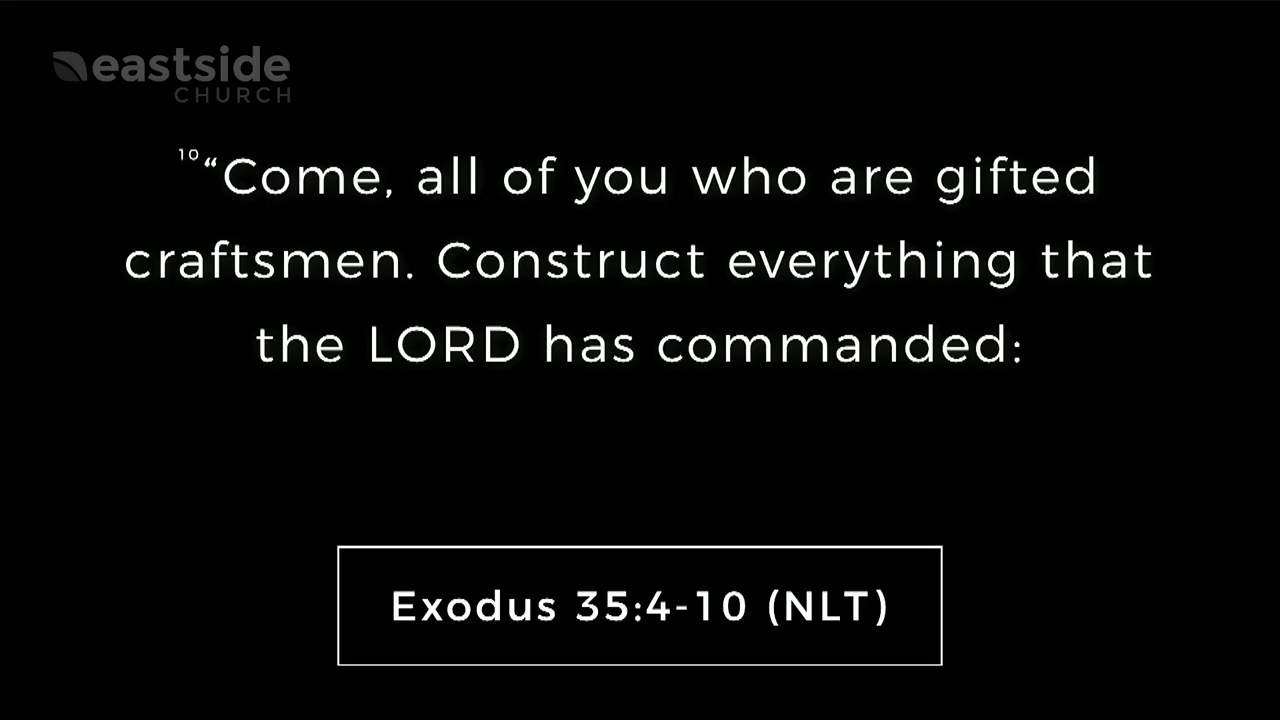 eastside
CHURCH
10“Come, all of you who are gifted
craftsmen. Construct everything that
the LORD has commanded:
Exodus 35:4-10 (NLT)